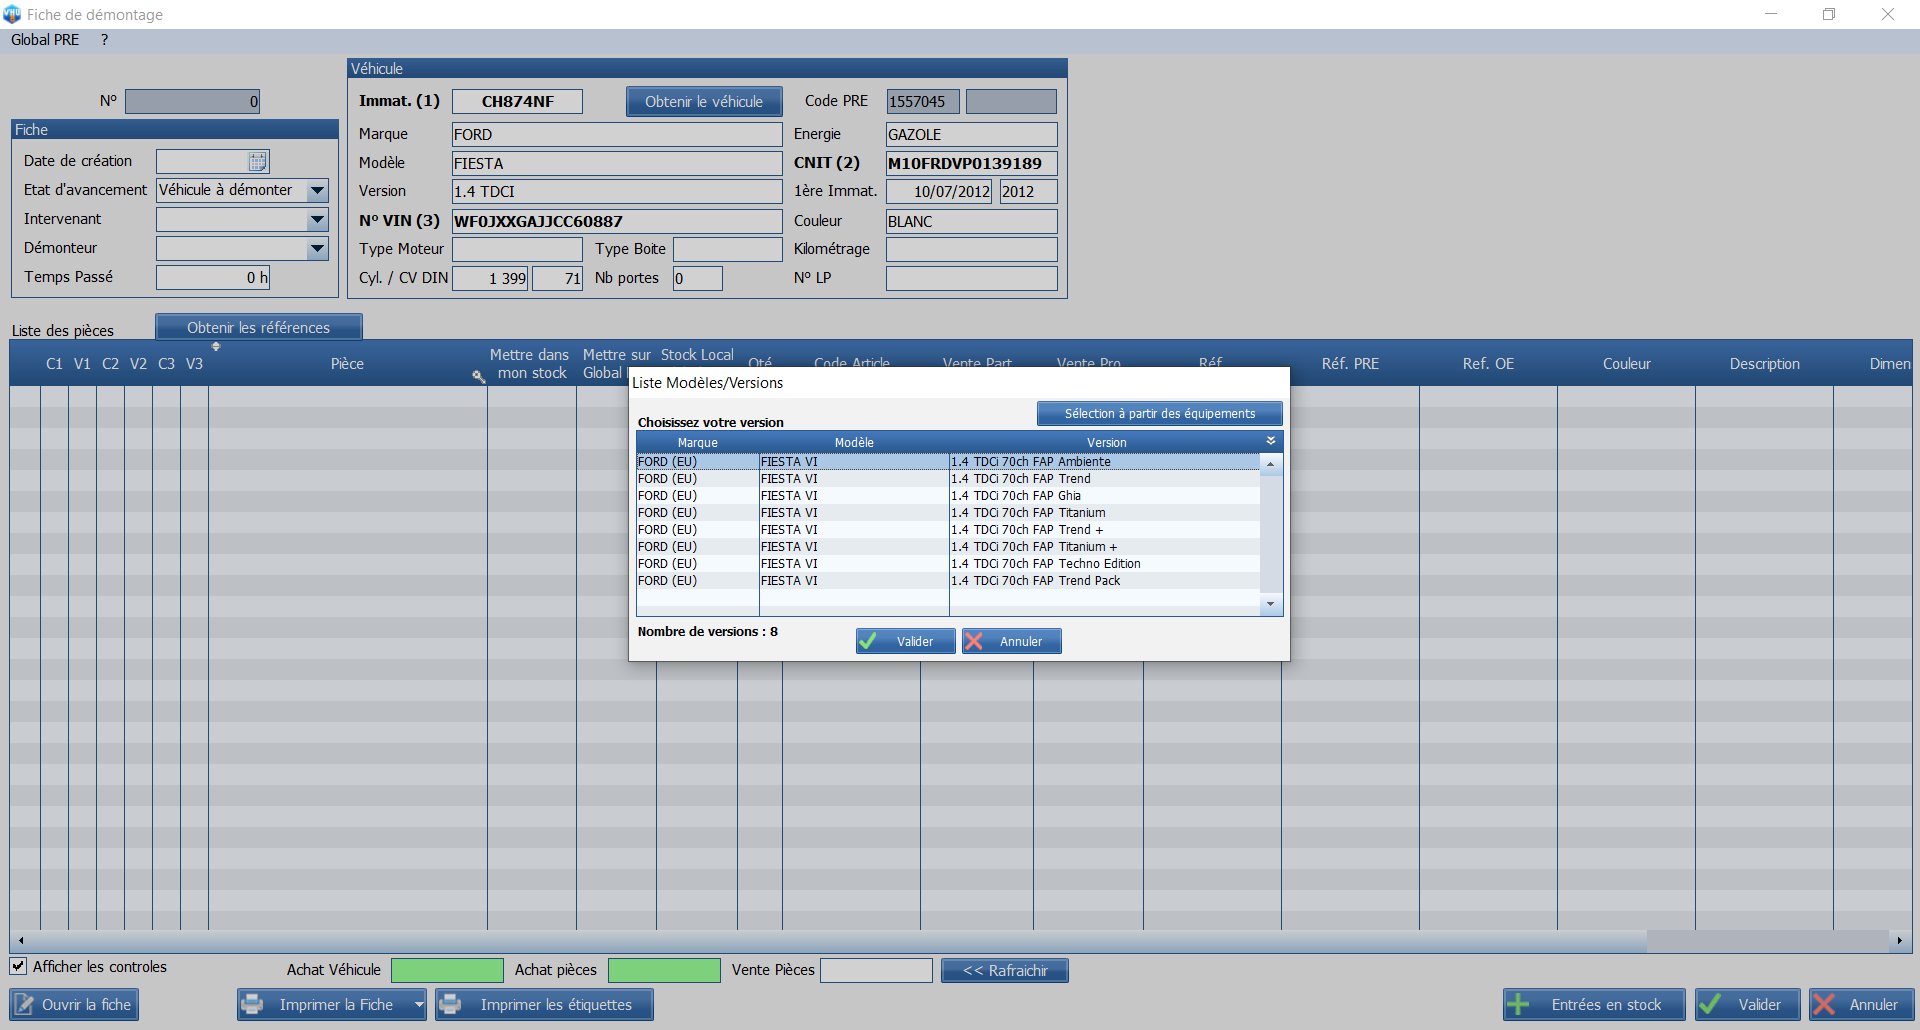 Fiche de démontage
Global PRE ?
Véhicule
N° 0
Immat. (1) CH874NF Obtenir le véhicule Code PRE 1557045
Fiche
Marque FORD Energie GAZOLE
Date de création
Modèle FIESTA CNIT (2) M10FRDVP0139189
Etat d'avancement Véhicule à démonter
Version 1.4 TDCI 1ère Immat. 10/07/2012 2012
Intervenant
N° VIN (3) WF0JXXGAJJCC60887 Couleur BLANC
Démonteur
Type Moteur Type Boite Kilométrage
Temps Passé 0 h
Cyl. / CV DIN 1 399 71 Nb portes 0 N° LP
Liste des pièces Obtenir les références
C1 V1 C2 V2 C3 V3 Pièce Mettre dans mon stock Mettre sur Global Stock Local Qté Code Article Vente Part Vente Pro Réf Réf. PRE Ref. OE Couleur Description Dimen
Liste Modèles/Versions
Sélection à partir des équipements
Choisissez votre version
Marque Modèle Version
FORD (EU) FIESTA VI 1.4 TDCi 70ch FAP Ambiente
FORD (EU) FIESTA VI 1.4 TDCi 70ch FAP Trend
FORD (EU) FIESTA VI 1.4 TDCi 70ch FAP Ghia
FORD (EU) FIESTA VI 1.4 TDCi 70ch FAP Titanium
FORD (EU) FIESTA VI 1.4 TDCi 70ch FAP Trend +
FORD (EU) FIESTA VI 1.4 TDCi 70ch FAP Titanium +
FORD (EU) FIESTA VI 1.4 TDCi 70ch FAP Techno Edition
FORD (EU) FIESTA VI 1.4 TDCi 70ch FAP Trend Pack
Nombre de versions : 8
Valider Annuler
Afficher les controles Achat Véhicule Achat pièces Vente Pièces << Rafraichir
Ouvrir la fiche Imprimer la Fiche Imprimer les étiquettes Entrées en stock Valider Annuler